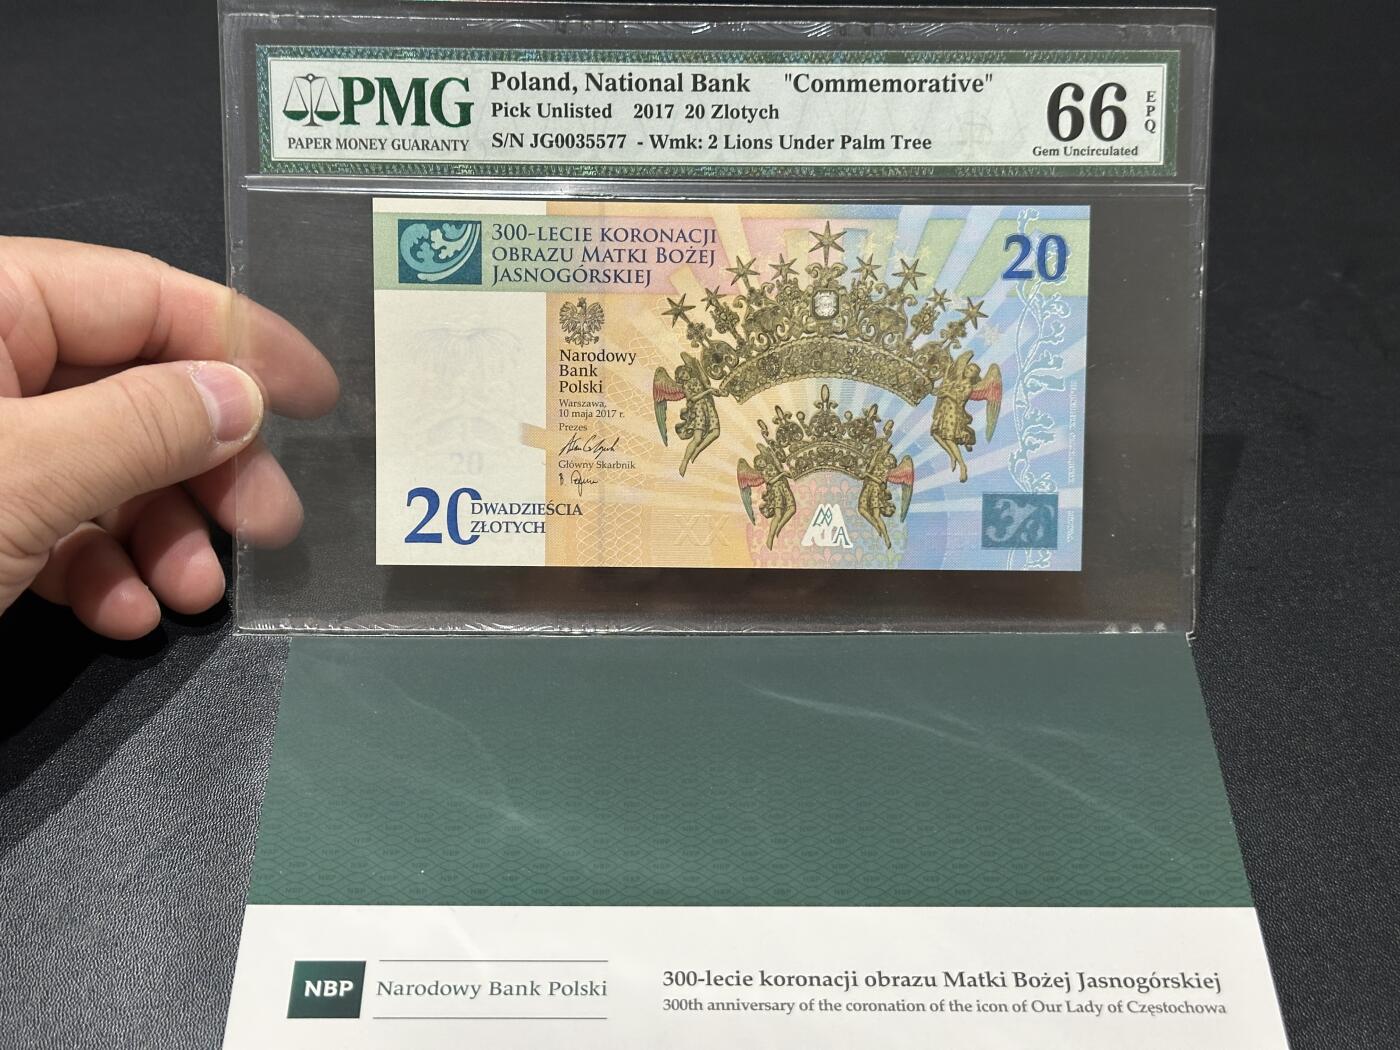 PMG
PAPER MONEY GUARANTY
Poland, National Bank "Commemorative"
Pick Unlisted 2017 20 Zlotych
S/N JG0035577 - Wmk: 2 Lions Under Palm Tree
66
EPQ
Gem Uncirculated
300-LECIE KORONACJI
OBRAZU MATKI BOŻEJ
JASNOGÓRSKIEJ
20
Narodowy
Bank
Polski
Warszawa,
10 maja 2017 r.
Prezes
Główny Skarbnik
20
DWADZIEŚCIA
ZŁOTYCH
XX
NBP
Narodowy Bank Polski
300-lecie koronacji obrazu Matki Bożej Jasnogórskiej
300th anniversary of the coronation of the icon of Our Lady of Częstochowa